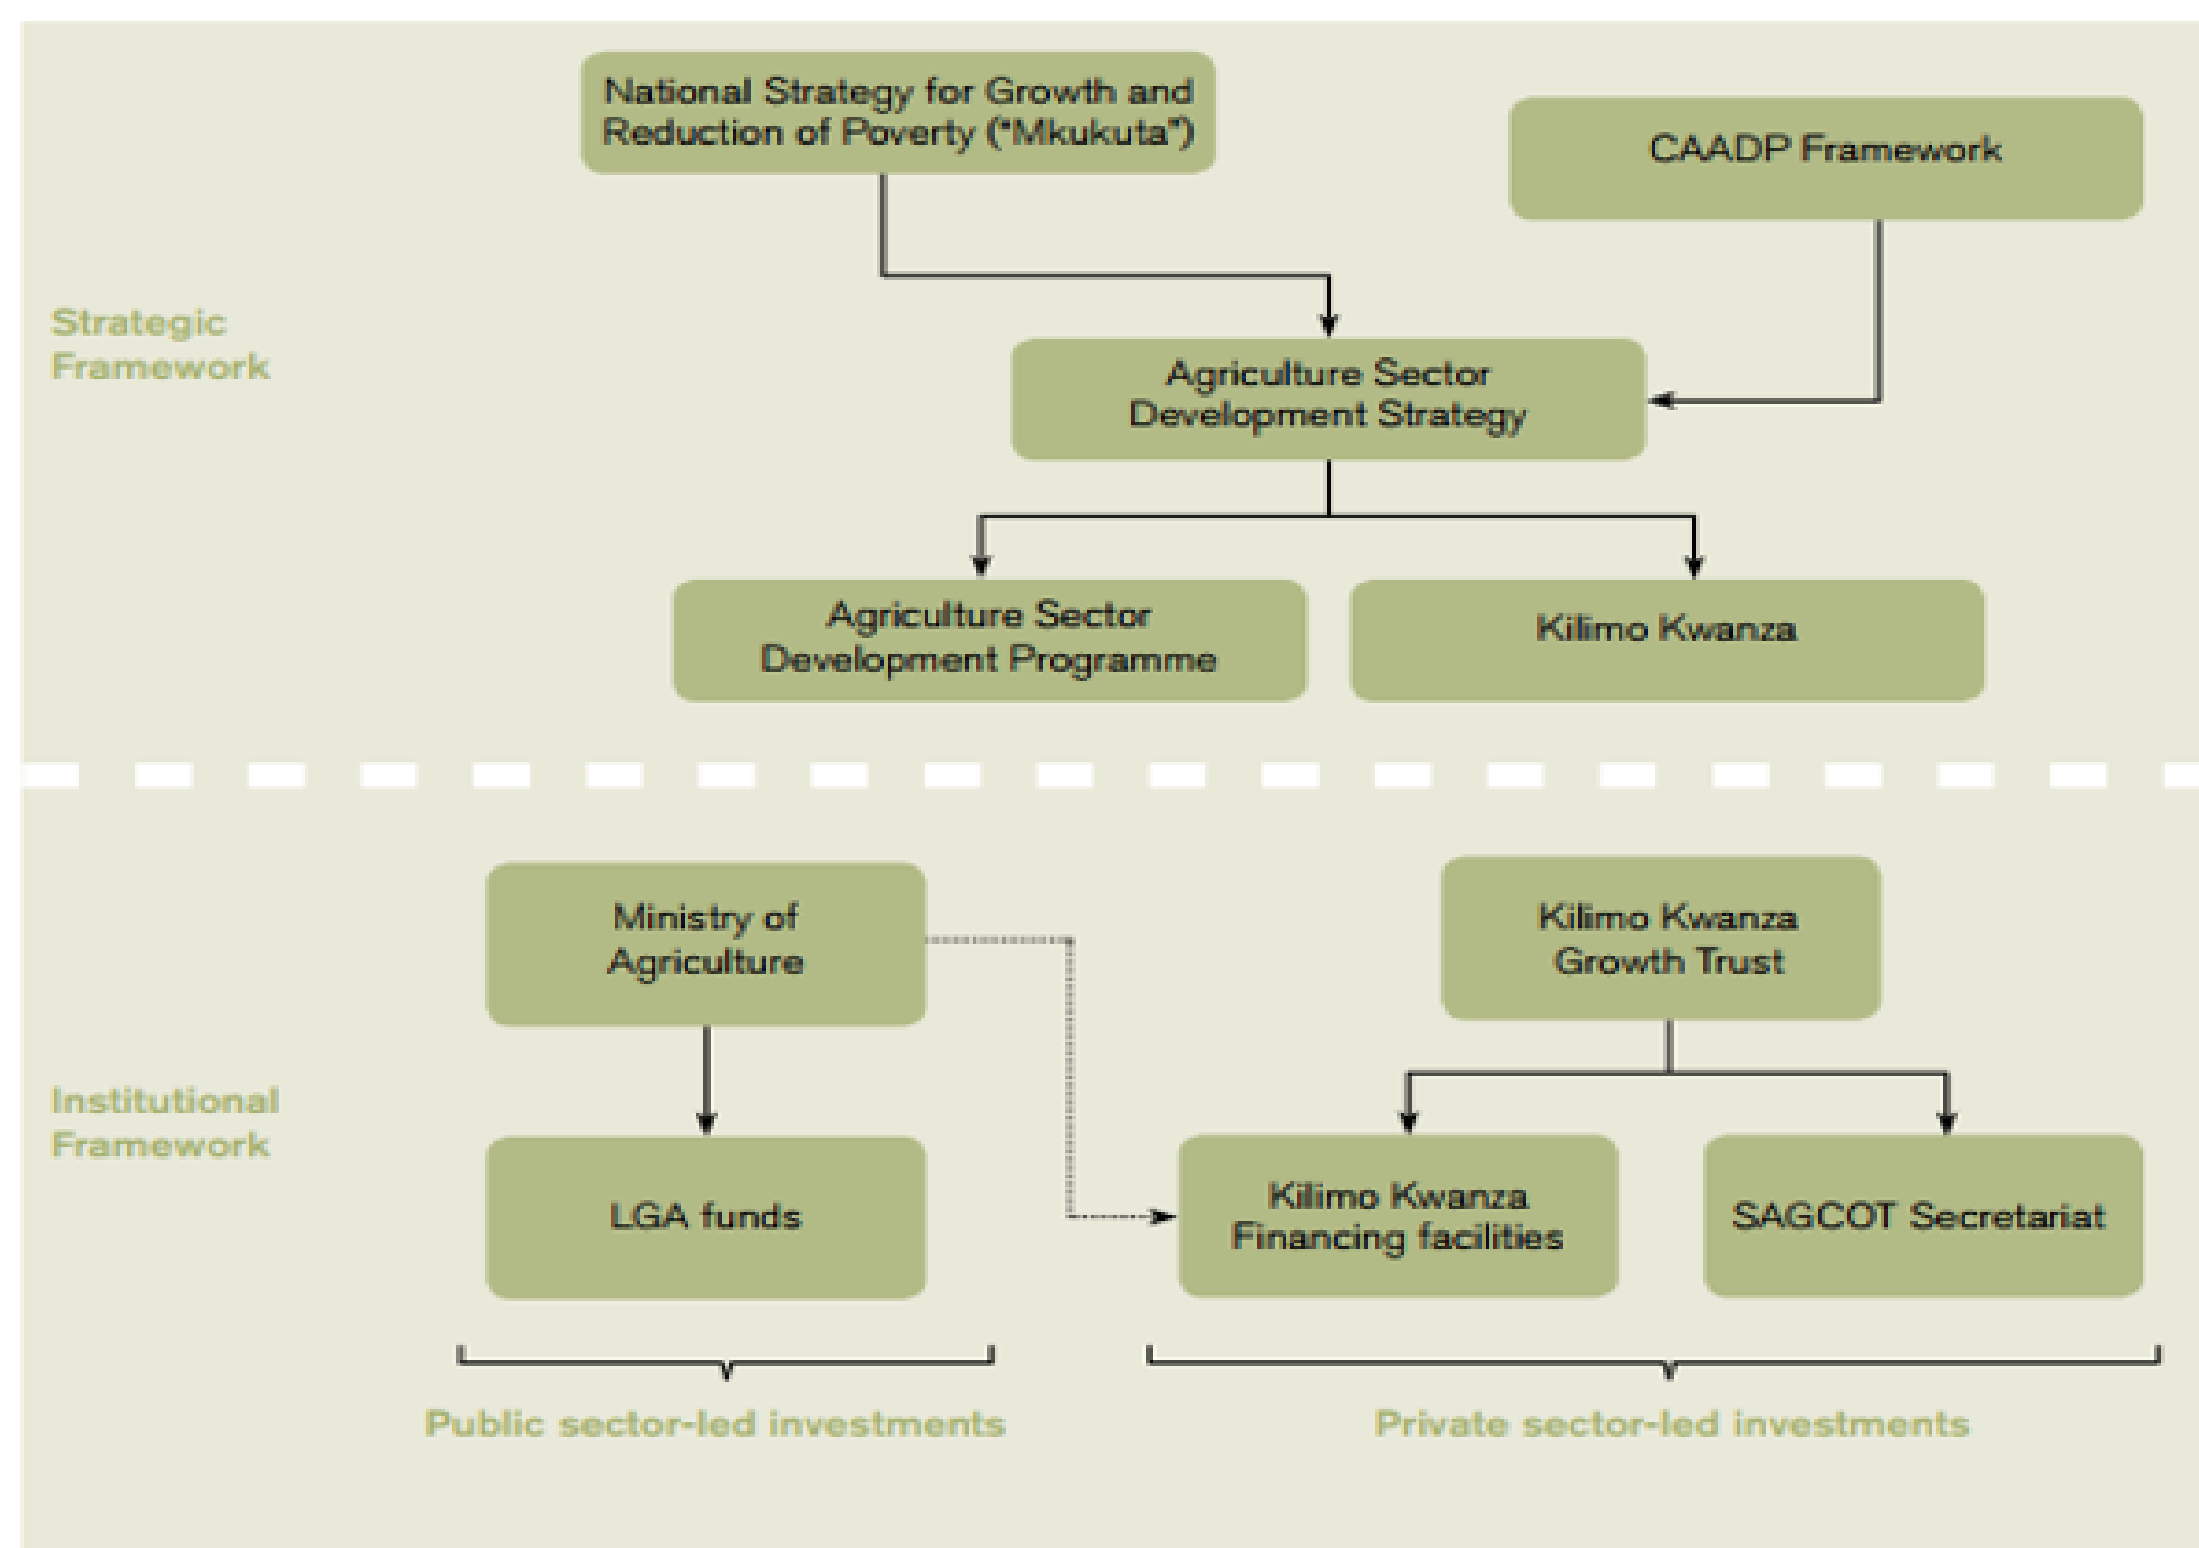 National Strategy for Growth and
Reduction of Poverty ("Mkukuta")
CAADP Framework
Strategic
Framework
Agriculture Sector
Development Strategy
Agriculture Sector
Development Programme
Kilimo Kwanza
Ministry of
Agriculture
Kilimo Kwanza
Growth Trust
Institutional
Framework
LGA funds
Kilimo Kwanza
Financing facilities
SAGCOT Secretariat
Public sector-led investments
Private sector-led investments